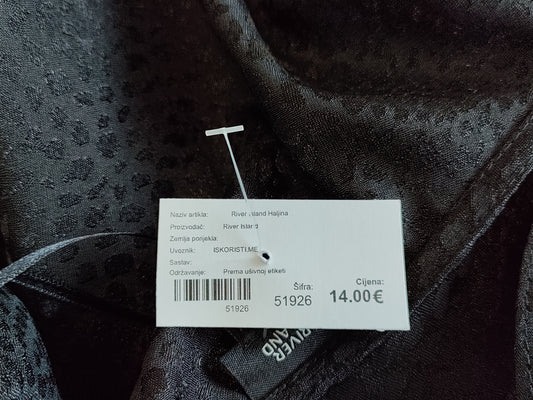 Naziv artikla: River Island Haljina
Proizvođač: River Island
Zemlja porijekla:
Uvoznik: ISKORISTI.ME
Sastav:
Održavanje: Prema ušivnoj etiketi
Šifra: Cijena:
51926 51926 14.00€
RIVER
ISLAND